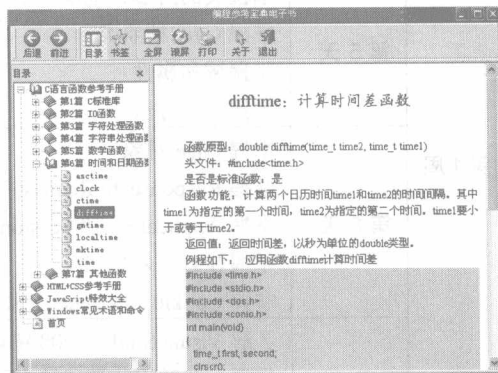 编程参考宝典电子书
后退 前进 目录 书签 全屏 滚屏 打印 关于 退出
目录
C语言函数参考手册
第1篇 C标准库
第2篇 IO函数
第3篇 字符处理函数
第4篇 字符串处理函数
第5篇 数学函数
第6篇 时间和日期函数
asctime
clock
ctime
difftime
gmtime
localtime
mktime
time
第7篇 其他函数
HTML+CSS参考手册
JavaSript特效大全
Windows常见术语和命令
首页
difftime: 计算时间差函数
函数原型: double difftime(time_t time2, time_t time1)
头文件: #include<time.h>
是否是标准函数: 是
函数功能: 计算两个日历时间time1和time2的时间间隔。其中
time1为指定的第一个时间, time2为指定的第二个时间。time1要小
于或等于time2。
返回值: 返回时间差, 以秒为单位的double类型。
例程如下: 应用函数difftime计算时间差
#include <time.h>
#include <stdio.h>
#include <dos.h>
#include <conio.h>
int main(void)
{
time_t first, second;
clrscr();